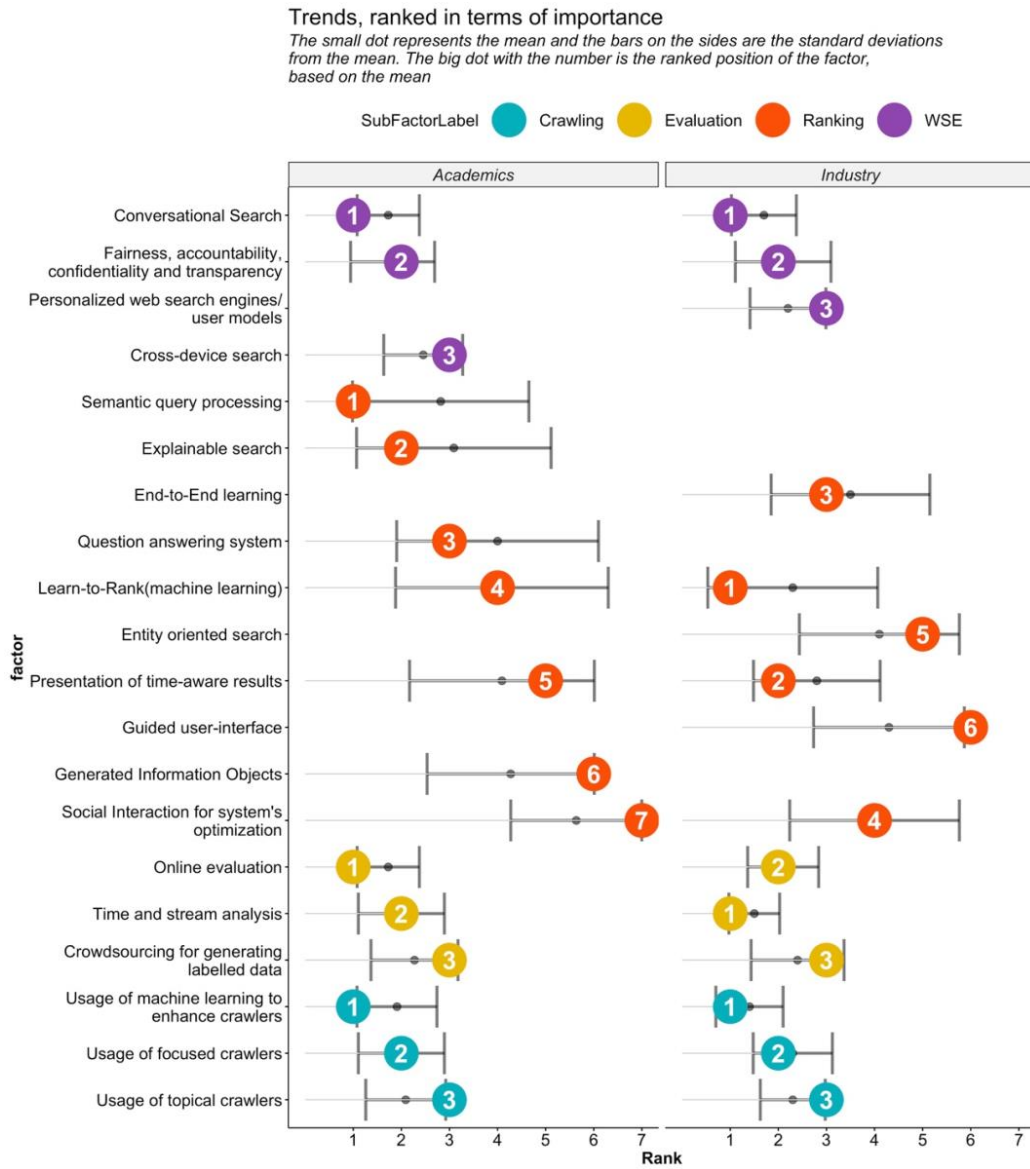 Trends, ranked in terms of importance
The small dot represents the mean and the bars on the sides are the standard deviations
from the mean. The big dot with the number is the ranked position of the factor,
based on the mean
SubFactorLabel Crawling Evaluation Ranking WSE
Academics Industry
Conversational Search 1 1
Fairness, accountability,
confidentiality and transparency 2 2
Personalized web search engines/
user models 3
Cross-device search 3
Semantic query processing 1
Explainable search 2
End-to-End learning 3
Question answering system 3
Learn-to-Rank(machine learning) 4 1
Entity oriented search 5
Presentation of time-aware results 5 2
Guided user-interface 6
Generated Information Objects 6
Social Interaction for system's
optimization 7 4
Online evaluation 1 2
Time and stream analysis 2 1
Crowdsourcing for generating
labelled data 3 3
Usage of machine learning to
enhance crawlers 1 1
Usage of focused crawlers 2 2
Usage of topical crawlers 3 3
factor
1 2 3 4 5 6 7 1 2 3 4 5 6 7
Rank